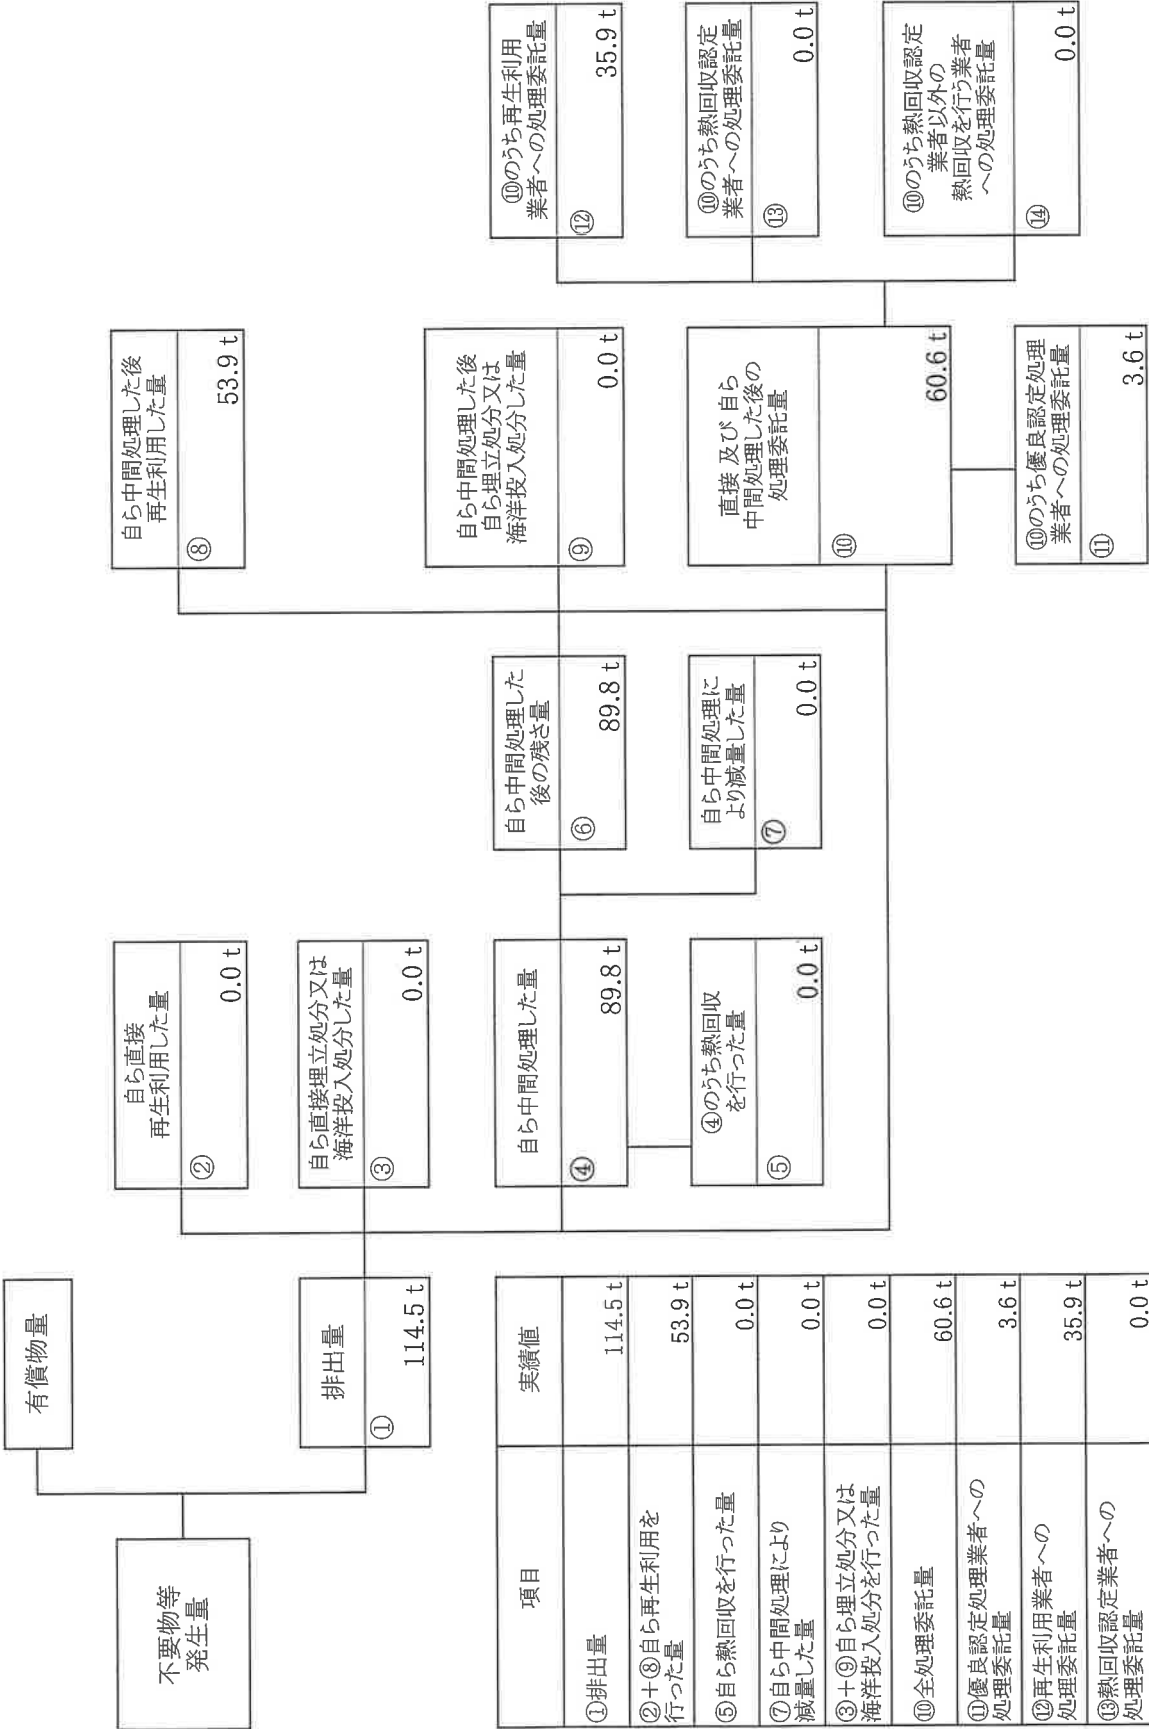 不要物等
発生量
有償物量
排出量
①
114.5 t
自ら直接
再生利用した量
②
0.0 t
自ら直接埋立処分又は
海洋投入処分した量
③
0.0 t
自ら中間処理した量
④
89.8 t
④のうち熱回収
を行った量
⑤
0.0 t
自ら中間処理した
後の残さ量
⑥
89.8 t
自ら中間処理に
より減量した量
⑦
0.0 t
自ら中間処理した後
再生利用した量
⑧
53.9 t
自ら中間処理した後
自ら埋立処分又は
海洋投入処分した量
⑨
0.0 t
直接 及び 自ら
中間処理した後の
処理委託量
⑩
60.6 t
⑩のうち優良認定処理
業者への処理委託量
⑪
3.6 t
⑩のうち再生利用
業者への処理委託量
⑫
35.9 t
⑩のうち熱回収認定
業者への処理委託量
⑬
0.0 t
⑩のうち熱回収認定
業者以外の
熱回収を行う業者
への処理委託量
⑭
0.0 t
項目 実績値
①排出量 114.5 t
②+⑧自ら再生利用を
行った量 53.9 t
⑤自ら熱回収を行った量 0.0 t
⑦自ら中間処理により
減量した量 0.0 t
③+⑨自ら埋立処分又は
海洋投入処分を行った量 0.0 t
⑩全処理委託量 60.6 t
⑪優良認定処理業者への
処理委託量 3.6 t
⑫再生利用業者への
処理委託量 35.9 t
⑬熱回収認定業者への
処理委託量 0.0 t